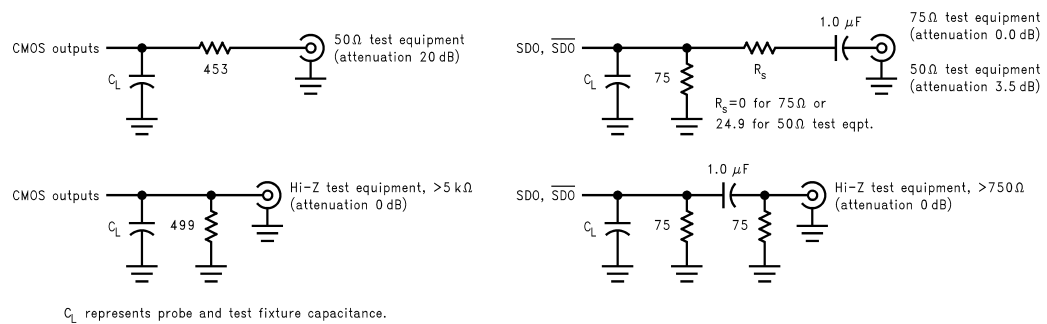 CMOS outputs
C_L
453
50Ω test equipment
(attenuation 20 dB)
SDO, S̅D̅O̅
C_L
75
R_s
1.0 μF
75Ω test equipment
(attenuation 0.0 dB)
50Ω test equipment
(attenuation 3.5 dB)
R_s=0 for 75Ω or
24.9 for 50Ω test eqpt.
CMOS outputs
C_L
499
Hi-Z test equipment, >5 kΩ
(attenuation 0 dB)
SDO, S̅D̅O̅
C_L
75
1.0 μF
75
Hi-Z test equipment, >750Ω
(attenuation 0 dB)
C_L represents probe and test fixture capacitance.